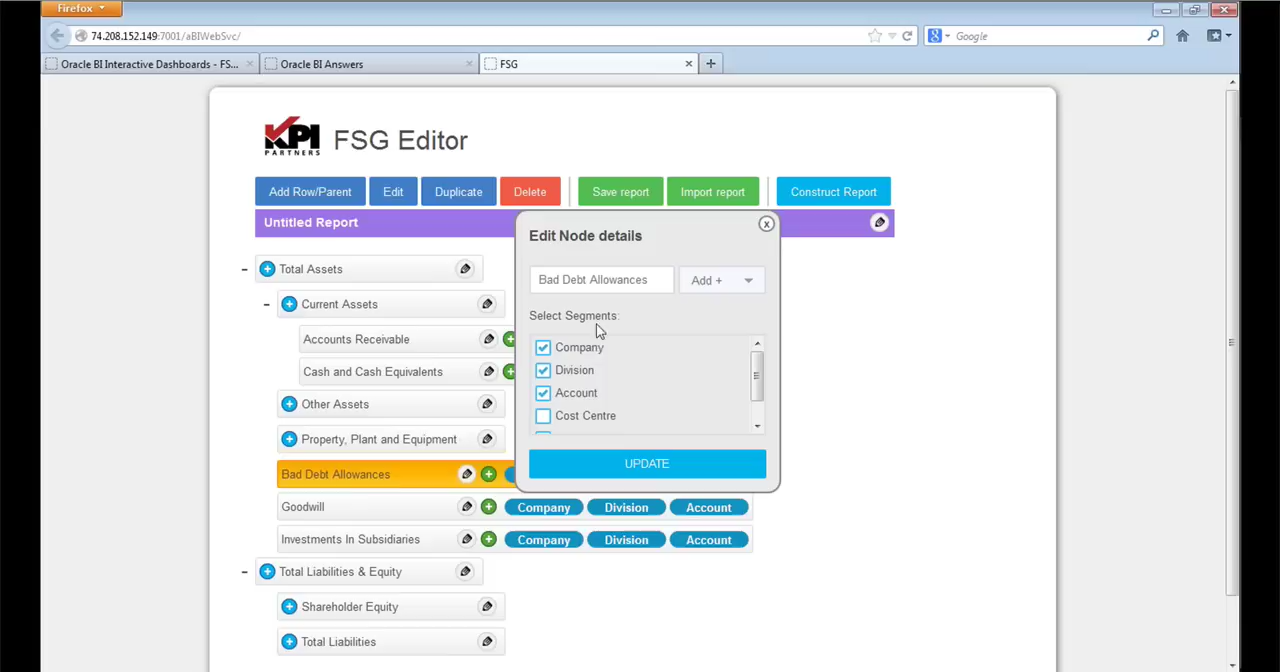 Firefox
74.208.152.149:7001/aBIWebSvc/
Google
Oracle BI Interactive Dashboards - FS...
Oracle BI Answers
FSG
KPI
PARTNERS
FSG Editor
Add Row/Parent
Edit
Duplicate
Delete
Save report
Import report
Construct Report
Untitled Report
Edit Node details
Bad Debt Allowances
Add +
Select Segments:
Company
Division
Account
Cost Centre
UPDATE
Total Assets
Current Assets
Accounts Receivable
Cash and Cash Equivalents
Other Assets
Property, Plant and Equipment
Bad Debt Allowances
Goodwill
Company Division Account
Investments In Subsidiaries
Company Division Account
Total Liabilities & Equity
Shareholder Equity
Total Liabilities